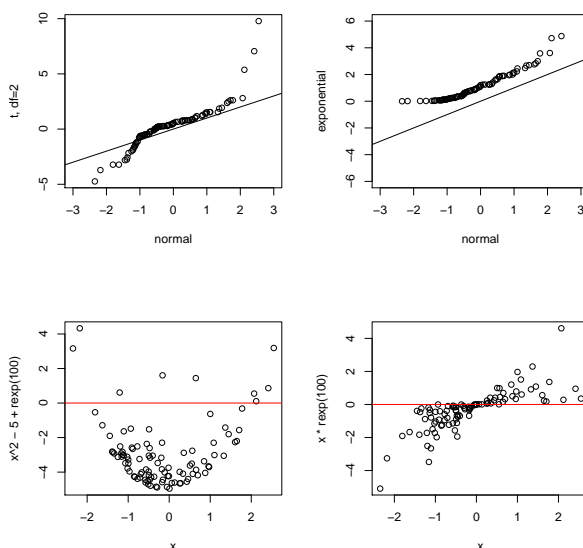 t, df=2
10
5
0
−5
−3 −2 −1 0 1 2 3
normal
exponential
6
4
2
0
−2
−4
−6
−3 −2 −1 0 1 2 3
normal
x^2 − 5 + rexp(100)
4
2
0
−2
−4
−2 −1 0 1 2
x
x * rexp(100)
4
2
0
−2
−4
−2 −1 0 1 2
x